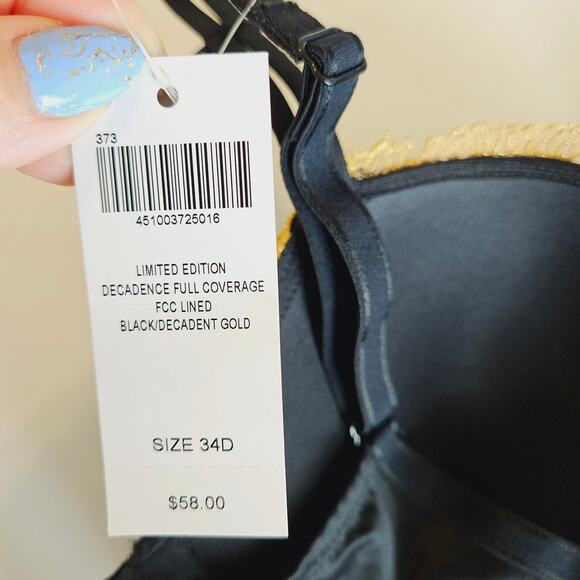 373
451003725016
LIMITED EDITION
DECADENCE FULL COVERAGE
FCC LINED
BLACK/DECADENT GOLD
SIZE 34D
$58.00